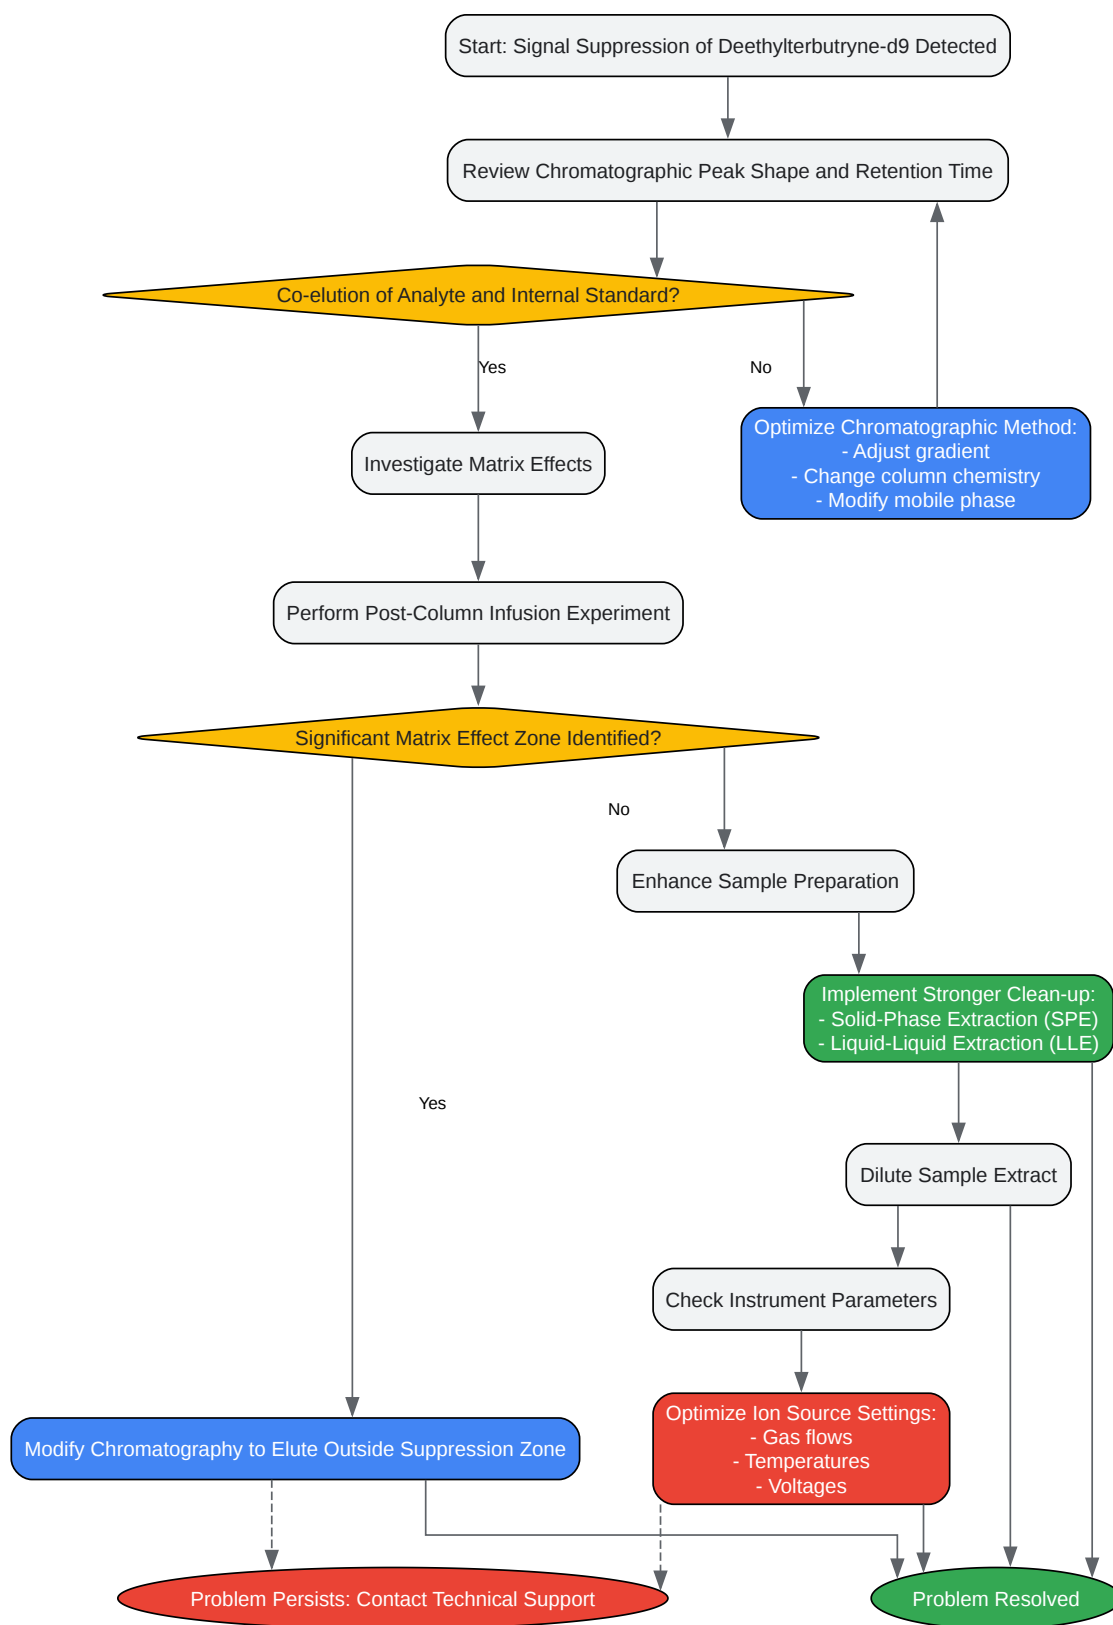 Start: Signal Suppression of Deethylterbutryne-d9 Detected
Review Chromatographic Peak Shape and Retention Time
Co-elution of Analyte and Internal Standard?
Yes
No
Optimize Chromatographic Method:
- Adjust gradient
- Change column chemistry
- Modify mobile phase
Investigate Matrix Effects
Perform Post-Column Infusion Experiment
Significant Matrix Effect Zone Identified?
No
Enhance Sample Preparation
Implement Stronger Clean-up:
- Solid-Phase Extraction (SPE)
- Liquid-Liquid Extraction (LLE)
Yes
Dilute Sample Extract
Check Instrument Parameters
Optimize Ion Source Settings:
- Gas flows
- Temperatures
- Voltages
Modify Chromatography to Elute Outside Suppression Zone
Problem Persists: Contact Technical Support
Problem Resolved